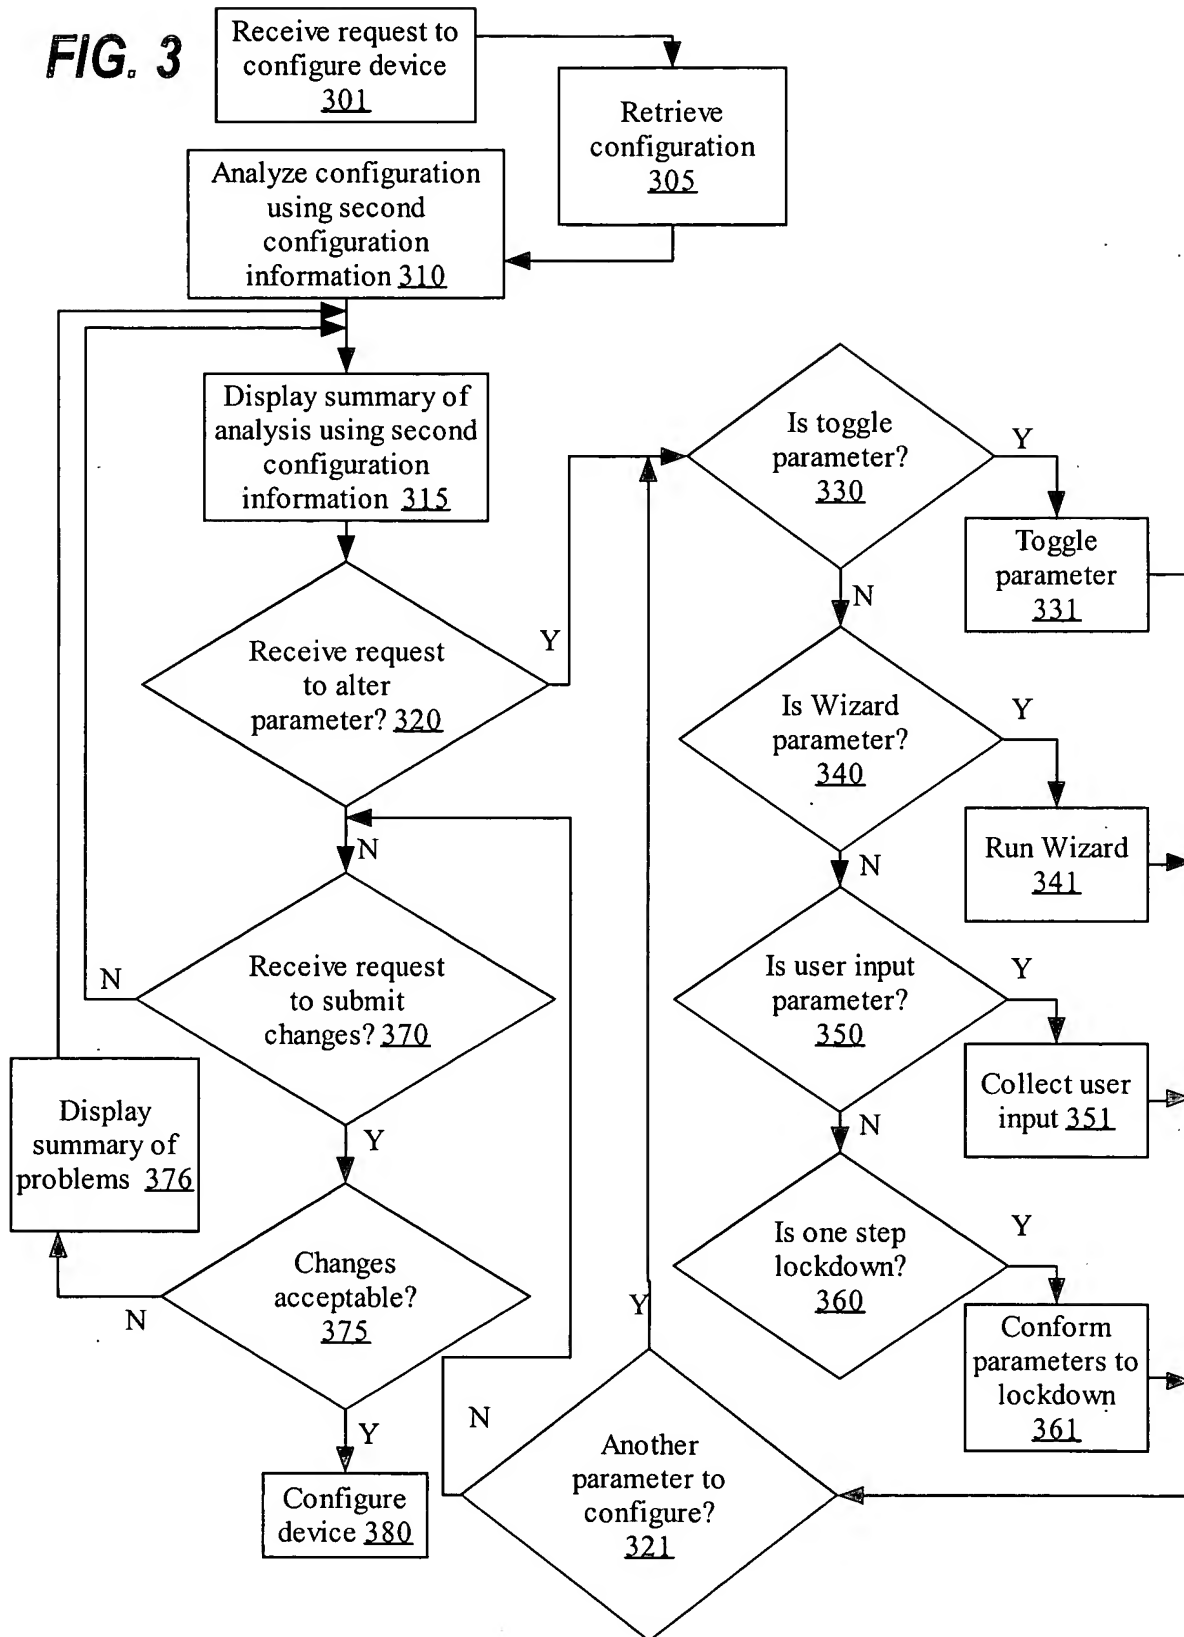 FIG. 3
Receive request to
configure device
301
Retrieve
configuration
305
Analyze configuration
using second
configuration
information 310
Display summary of
analysis using second
configuration
information 315
Receive request
to alter
parameter? 320
Y
N
Receive request
to submit
changes? 370
N
Y
Display
summary of
problems 376
Changes
acceptable?
375
N
Y
Configure
device 380
Is toggle
parameter?
330
Y
N
Toggle
parameter
331
Is Wizard
parameter?
340
Y
N
Run Wizard
341
Is user input
parameter?
350
Y
N
Collect user
input 351
Is one step
lockdown?
360
Y
Conform
parameters to
lockdown
361
Another
parameter to
configure?
321
Y
N